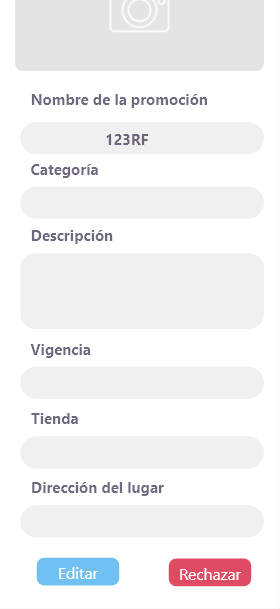 Nombre de la promoción
123RF
Categoría
Descripción
Vigencia
Tienda
Dirección del lugar
Editar
Rechazar